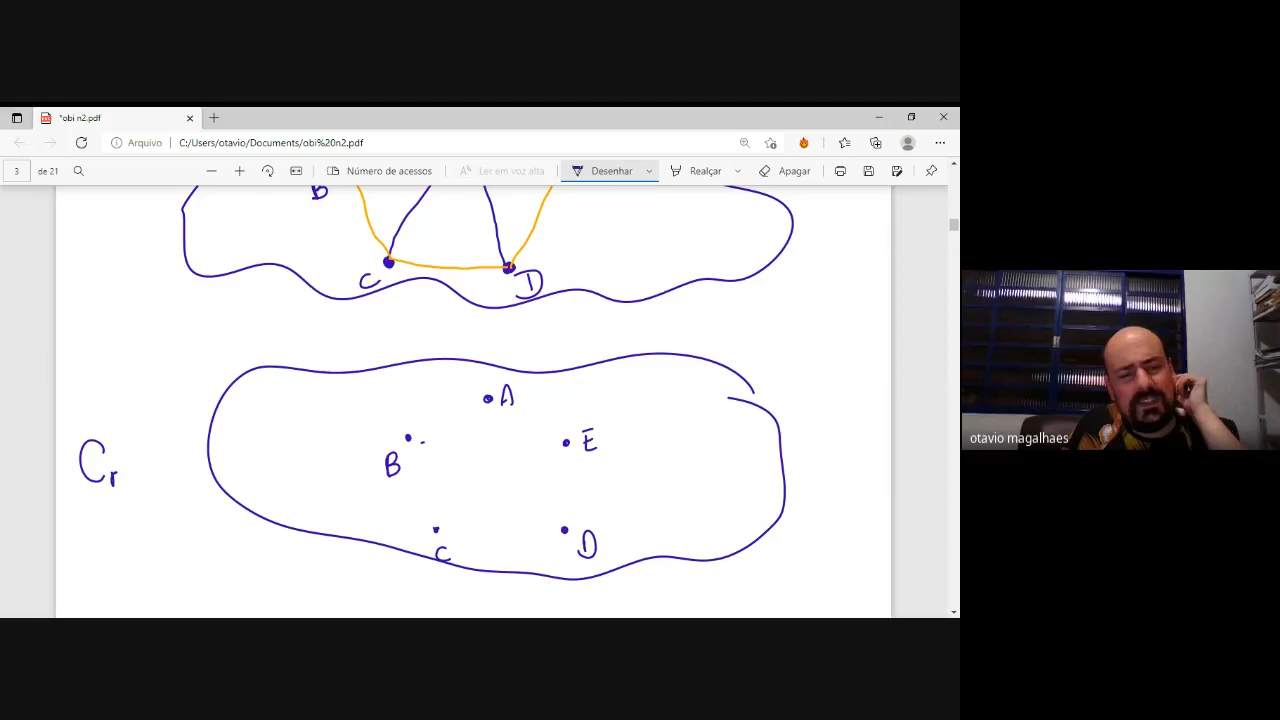 *obi n2.pdf
Arquivo C:/Users/otavio/Documents/obi%20n2.pdf
3 de 21 Número de acessos Ler em voz alta Desenhar Realçar Apagar
B
C
D
A
B
E
Cr
C
D
otavio magalhaes